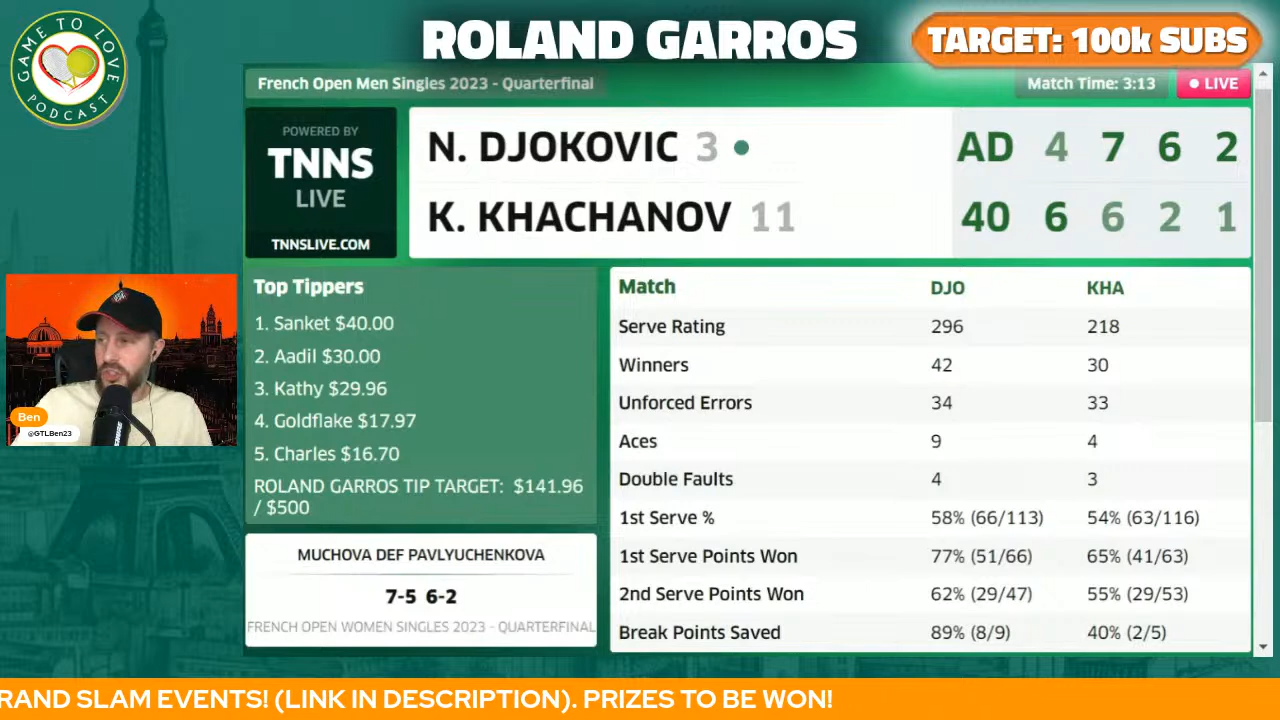 GAME TO LOVE
PODCAST
ROLAND GARROS
TARGET: 100k SUBS
French Open Men Singles 2023 - Quarterfinal
Match Time: 3:13
LIVE
POWERED BY
TNNS
LIVE
TNNSLIVE.COM
N. DJOKOVIC 3 AD 4 7 6 2
K. KHACHANOV 11 40 6 6 2 1
Top Tippers
1. Sanket $40.00
2. Aadil $30.00
3. Kathy $29.96
4. Goldflake $17.97
5. Charles $16.70
ROLAND GARROS TIP TARGET: $141.96
/ $500
MUCHOVA DEF PAVLYUCHENKOVA
7-5 6-2
FRENCH OPEN WOMEN SINGLES 2023 - QUARTERFINAL
Match DJO KHA
Serve Rating 296 218
Winners 42 30
Unforced Errors 34 33
Aces 9 4
Double Faults 4 3
1st Serve % 58% (66/113) 54% (63/116)
1st Serve Points Won 77% (51/66) 65% (41/63)
2nd Serve Points Won 62% (29/47) 55% (29/53)
Break Points Saved 89% (8/9) 40% (2/5)
Ben
@GTLBen23
RAND SLAM EVENTS! (LINK IN DESCRIPTION). PRIZES TO BE WON!